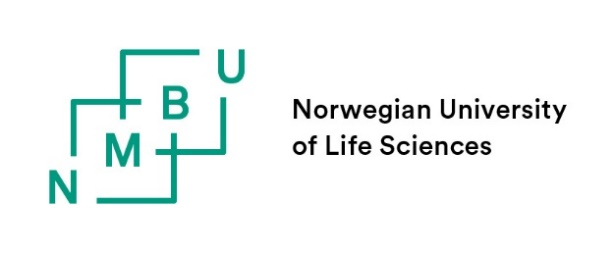 N M B U
Norwegian University
of Life Sciences